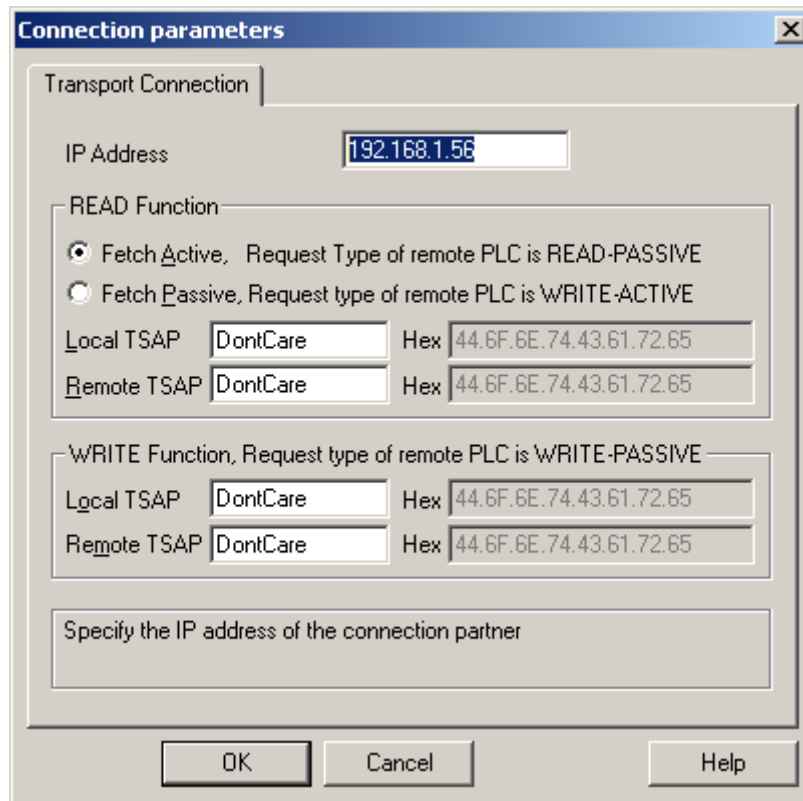 Connection parameters
Transport Connection
IP Address 192.168.1.56
READ Function
Fetch Active, Request Type of remote PLC is READ-PASSIVE
Fetch Passive, Request type of remote PLC is WRITE-ACTIVE
Local TSAP DontCare Hex 44.6F.6E.74.43.61.72.65
Remote TSAP DontCare Hex 44.6F.6E.74.43.61.72.65
WRITE Function, Request type of remote PLC is WRITE-PASSIVE
Local TSAP DontCare Hex 44.6F.6E.74.43.61.72.65
Remote TSAP DontCare Hex 44.6F.6E.74.43.61.72.65
Specify the IP address of the connection partner
OK Cancel Help